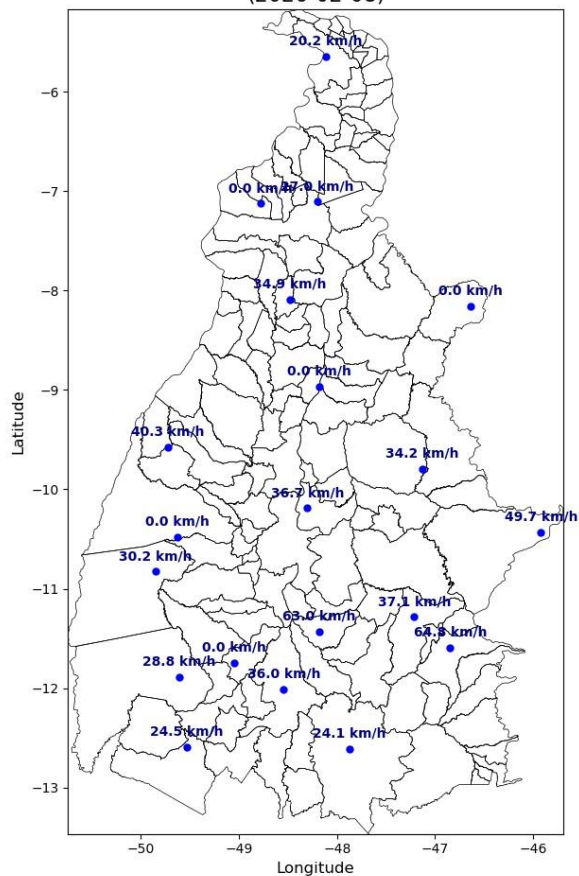 20.2 km/h
−6
0.0 km/h
−7
34.9 km/h
0.0 km/h
−8
0.0 km/h
−9
40.3 km/h
34.2 km/h
36.7 km/h
−10
49.7 km/h
0.0 km/h
30.2 km/h
−11
37.1 km/h
63.0 km/h
km/h
0.0 km/h
28.8 km/h
36.0 km/h
−12
24.5 km/h
24.1 km/h
−13
−50 −49 −48 −47 −46
Longitude
Latitude